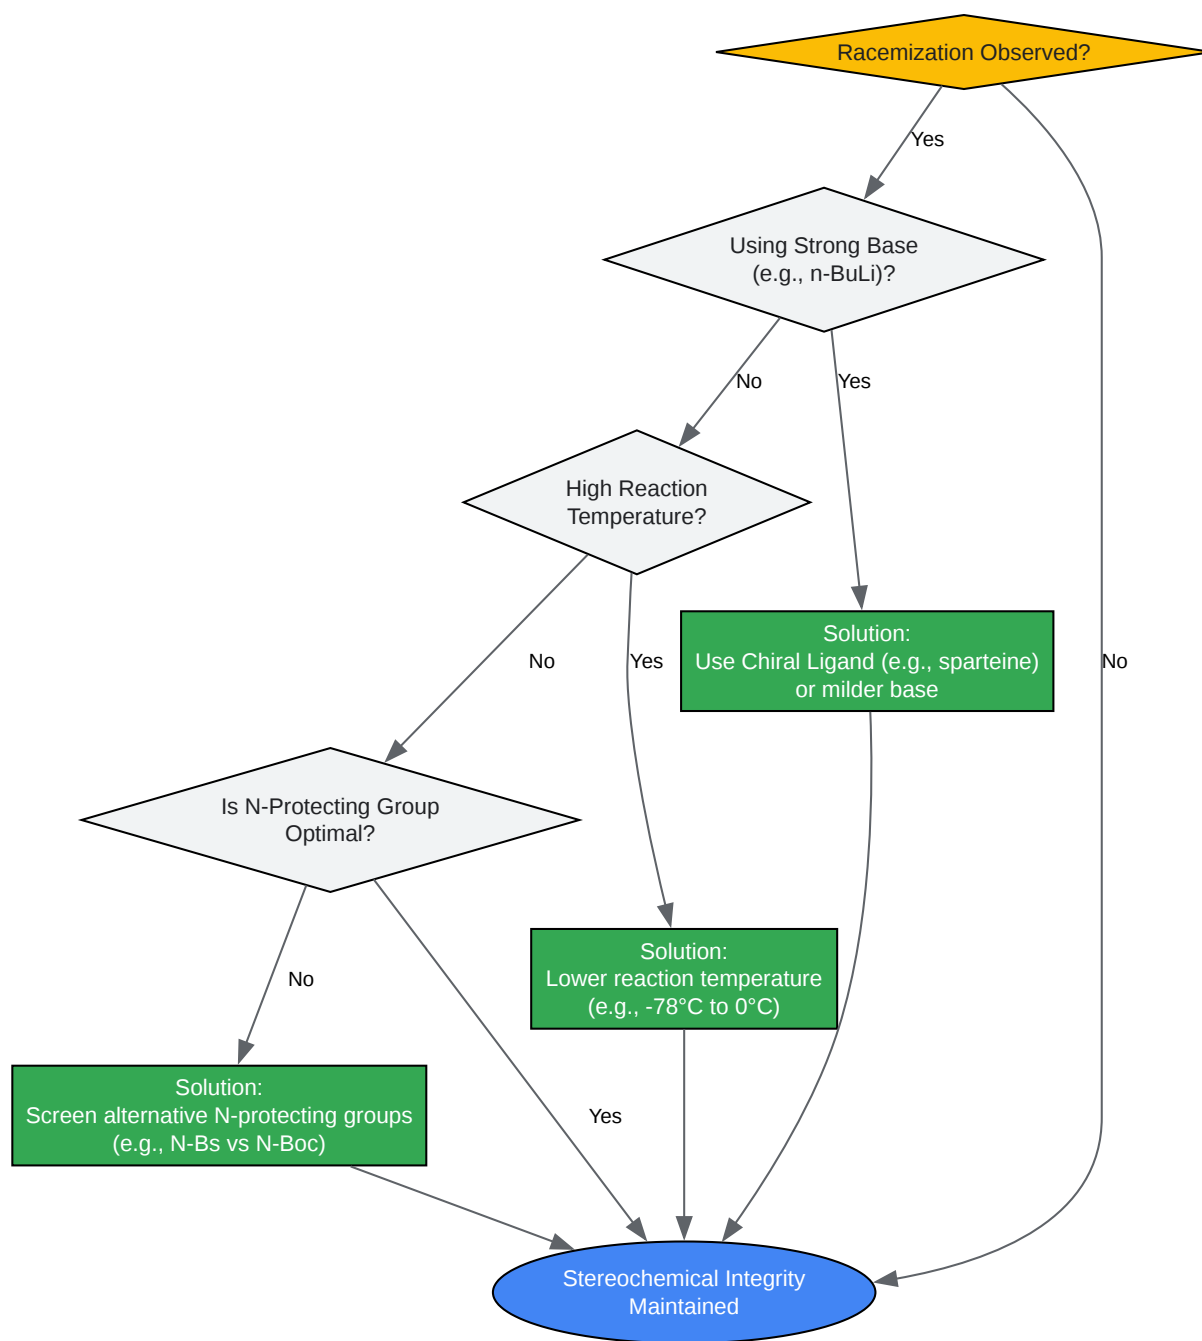 Racemization Observed?
Yes
Using Strong Base
(e.g., n-BuLi)?
No
Yes
High Reaction
Temperature?
Solution:
Use Chiral Ligand (e.g., sparteine)
or milder base
No
Yes
No
Is N-Protecting Group
Optimal?
Solution:
Lower reaction temperature
(e.g., -78°C to 0°C)
No
Solution:
Screen alternative N-protecting groups
(e.g., N-Bs vs N-Boc)
Yes
Stereochemical Integrity
Maintained